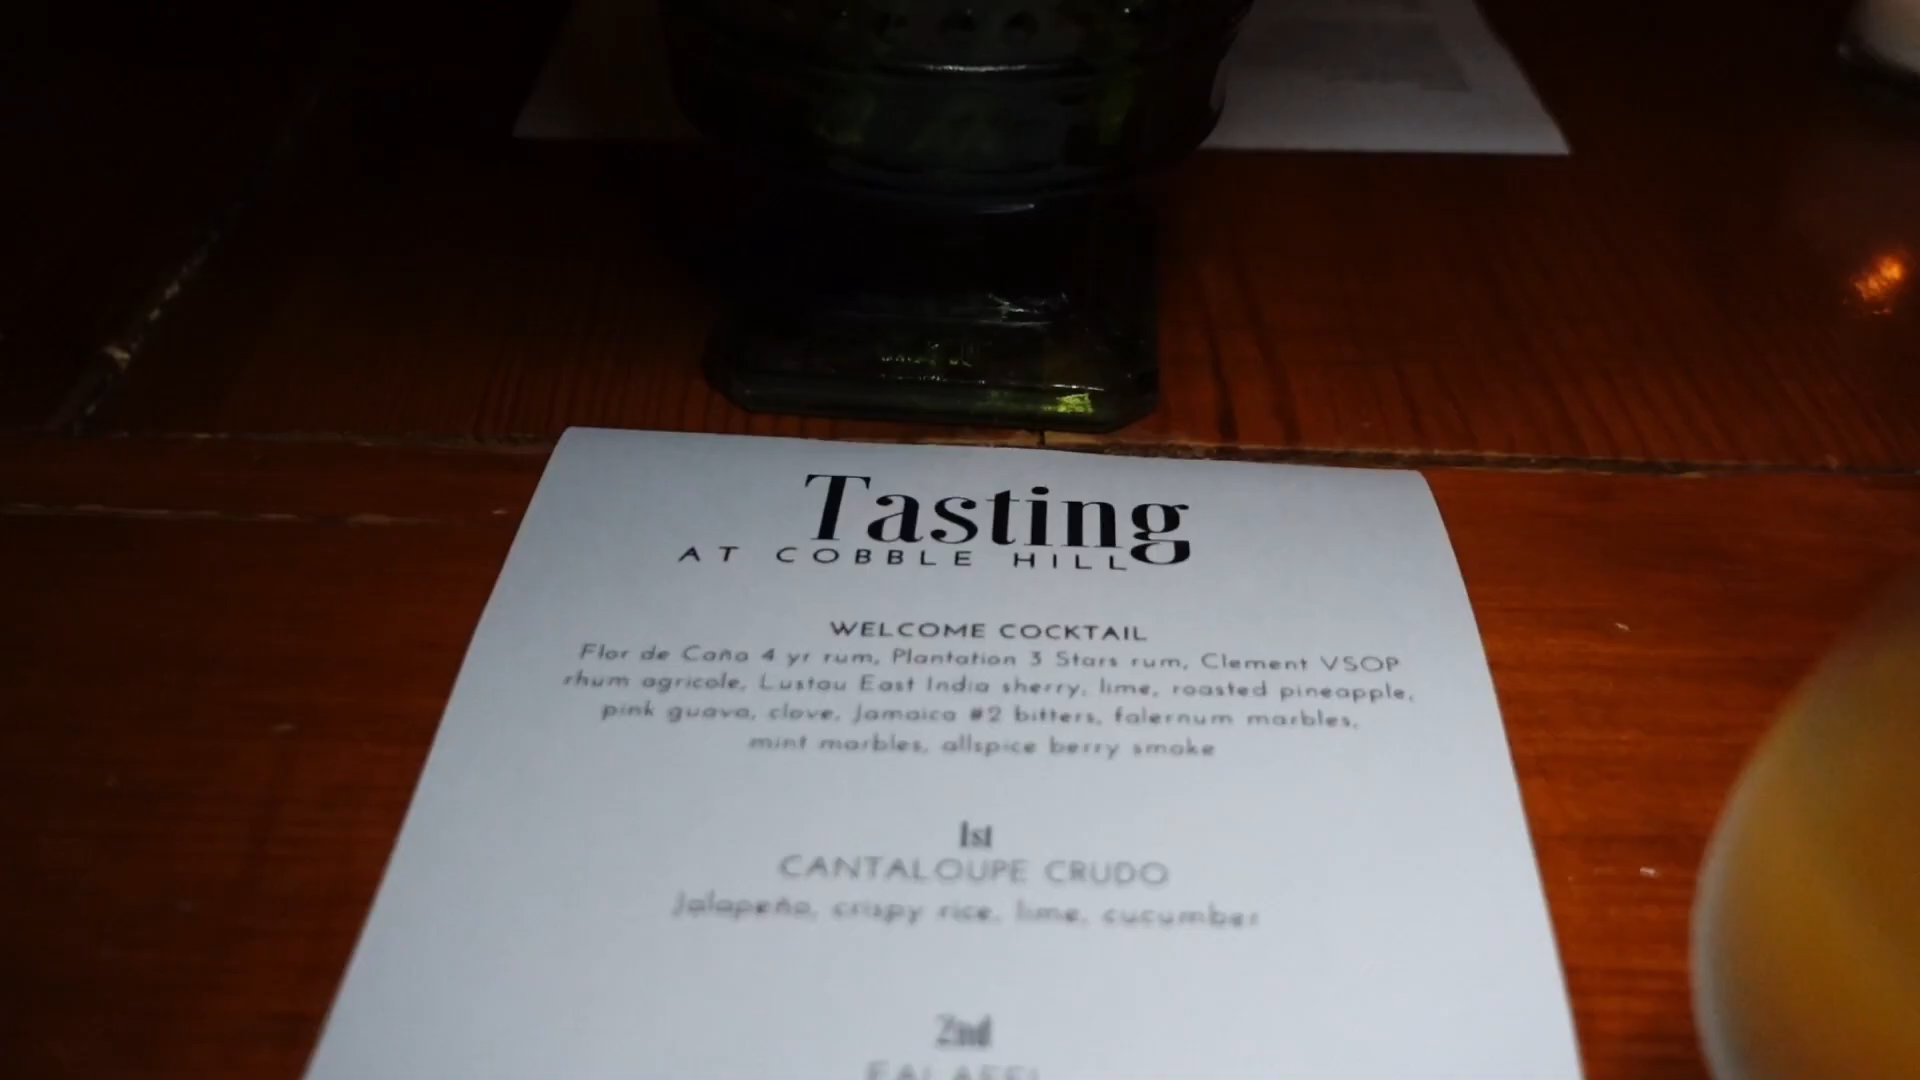 Tasting
AT COBBLE HILL
WELCOME COCKTAIL
Flor de Caña 4 yr rum, Plantation 3 Stars rum, Clement VSOP
rhum agricole, Lustau East India sherry, lime, roasted pineapple,
pink guava, clove, Jamaica #2 bitters, falernum marbles,
mint marbles, allspice berry smoke
1st
CANTALOUPE CRUDO
Jalapeño, crispy rice, lime, cucumber
2nd
FALAFEL